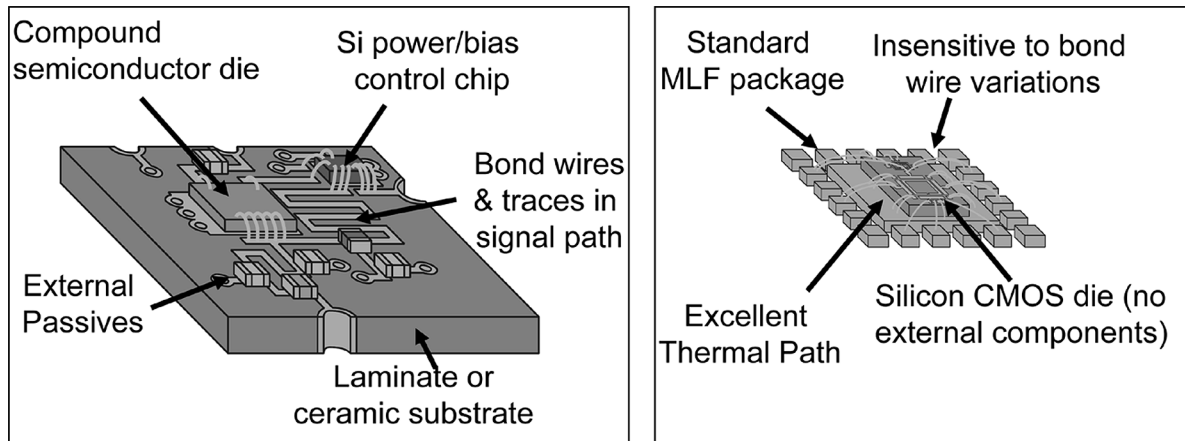 Compound
semiconductor die
Si power/bias
control chip
Bond wires
& traces in
signal path
External
Passives
Laminate or
ceramic substrate
Standard
MLF package
Insensitive to bond
wire variations
Excellent
Thermal Path
Silicon CMOS die (no
external components)